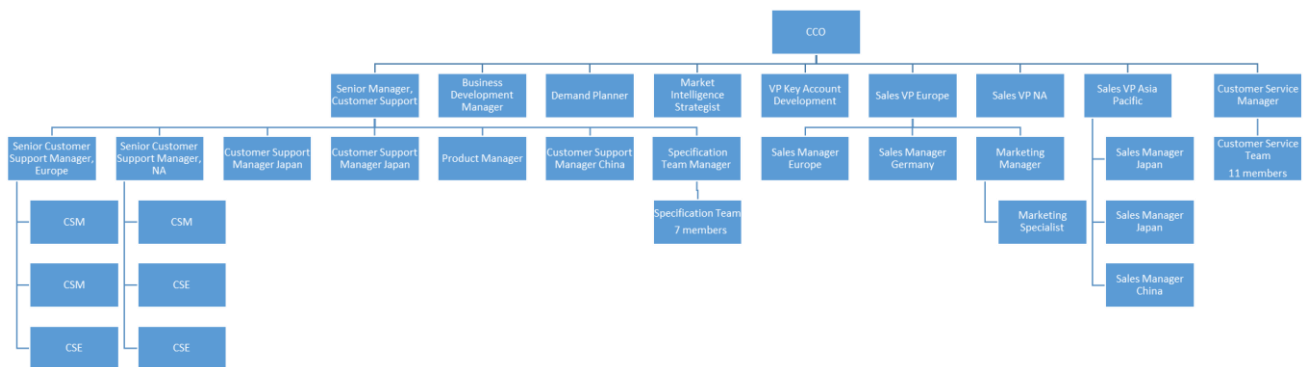 CCO
Senior Manager,
Customer Support
Business
Development
Manager
Demand Planner
Market
Intelligence
Strategist
VP Key Account
Development
Sales VP Europe
Sales VP NA
Sales VP Asia
Pacific
Customer Service
Manager
Senior Customer
Support Manager,
Europe
Senior Customer
Support Manager,
NA
Customer Support
Manager Japan
Customer Support
Manager Japan
Product Manager
Customer Support
Manager China
Specification
Team Manager
Sales Manager
Europe
Sales Manager
Germany
Marketing
Manager
Sales Manager
Japan
Customer Service
Team
11 members
CSM
CSM
Specification Team
7 members
Marketing
Specialist
Sales Manager
Japan
CSM
CSE
Sales Manager
China
CSE
CSE